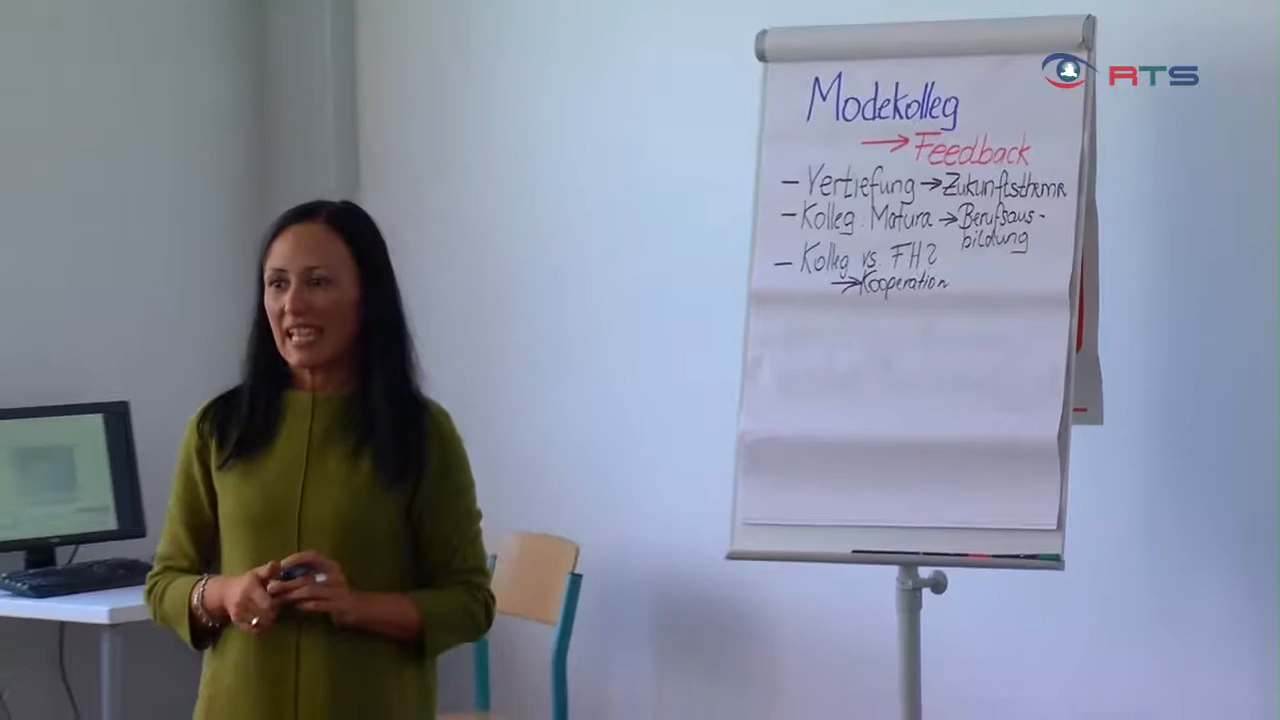 RTS
Modekolleg
→ Feedback
– Vertiefung → Zukunftsthema
– Kolleg: Matura → Berufsaus-
bildung
– Kolleg vs. FH?
→ Kooperation